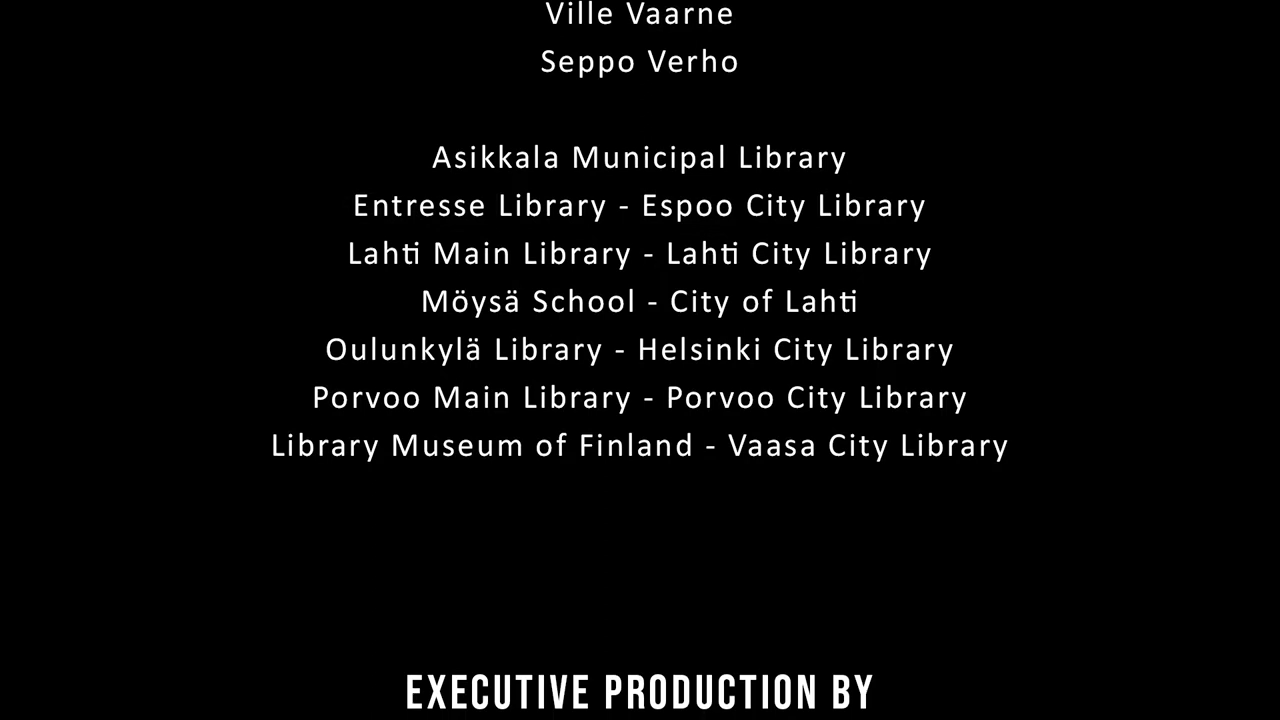 Ville Vaarne
Seppo Verho
Asikkala Municipal Library
Entresse Library - Espoo City Library
Lahti Main Library - Lahti City Library
Möysä School - City of Lahti
Oulunkylä Library - Helsinki City Library
Porvoo Main Library - Porvoo City Library
Library Museum of Finland - Vaasa City Library
EXECUTIVE PRODUCTION BY